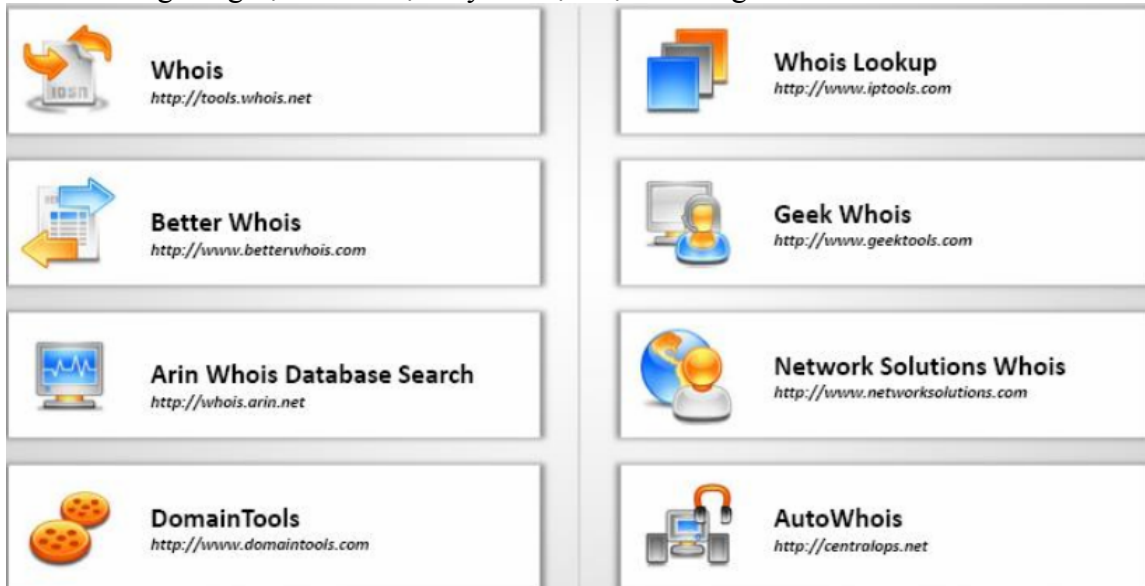 Whois
http://tools.whois.net
Whois Lookup
http://www.iptools.com
Better Whois
http://www.betterwhois.com
Geek Whois
http://www.geektools.com
Arin Whois Database Search
http://whois.arin.net
Network Solutions Whois
http://www.networksolutions.com
DomainTools
http://www.domaintools.com
AutoWhois
http://centralops.net